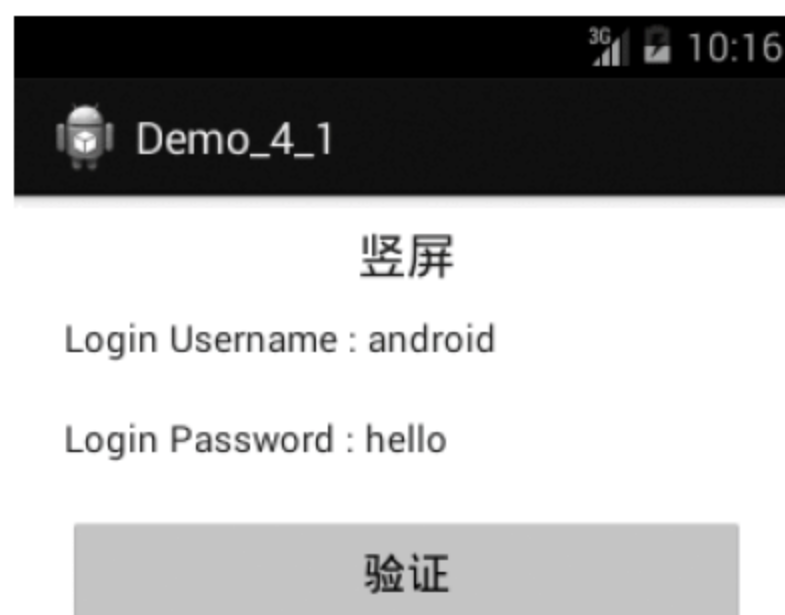 3G 10:16
Demo_4_1
竖屏
Login Username : android
Login Password : hello
验证